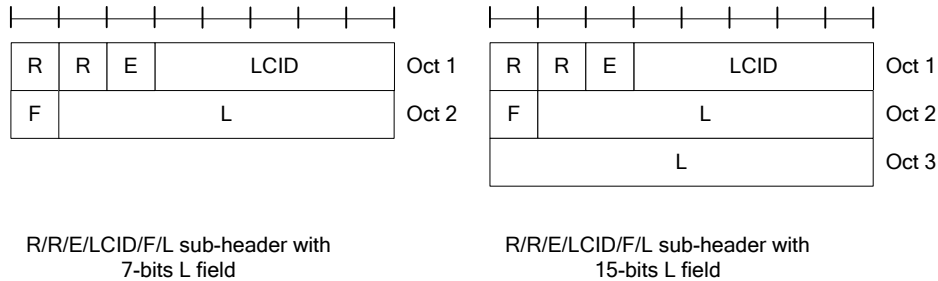 R R E LCID Oct 1
F L Oct 2
R/R/E/LCID/F/L sub-header with
7-bits L field
R R E LCID Oct 1
F L Oct 2
L Oct 3
R/R/E/LCID/F/L sub-header with
15-bits L field